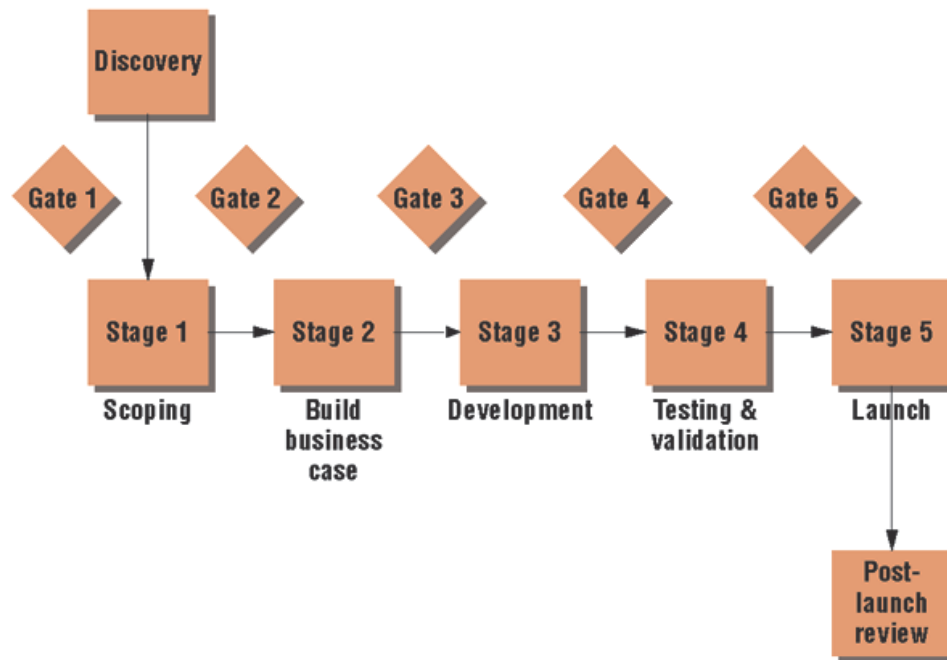 Discovery
Gate 1
Gate 2
Gate 3
Gate 4
Gate 5
Stage 1
Stage 2
Stage 3
Stage 4
Stage 5
Scoping
Build
business
case
Development
Testing &
validation
Launch
Post-
launch
review